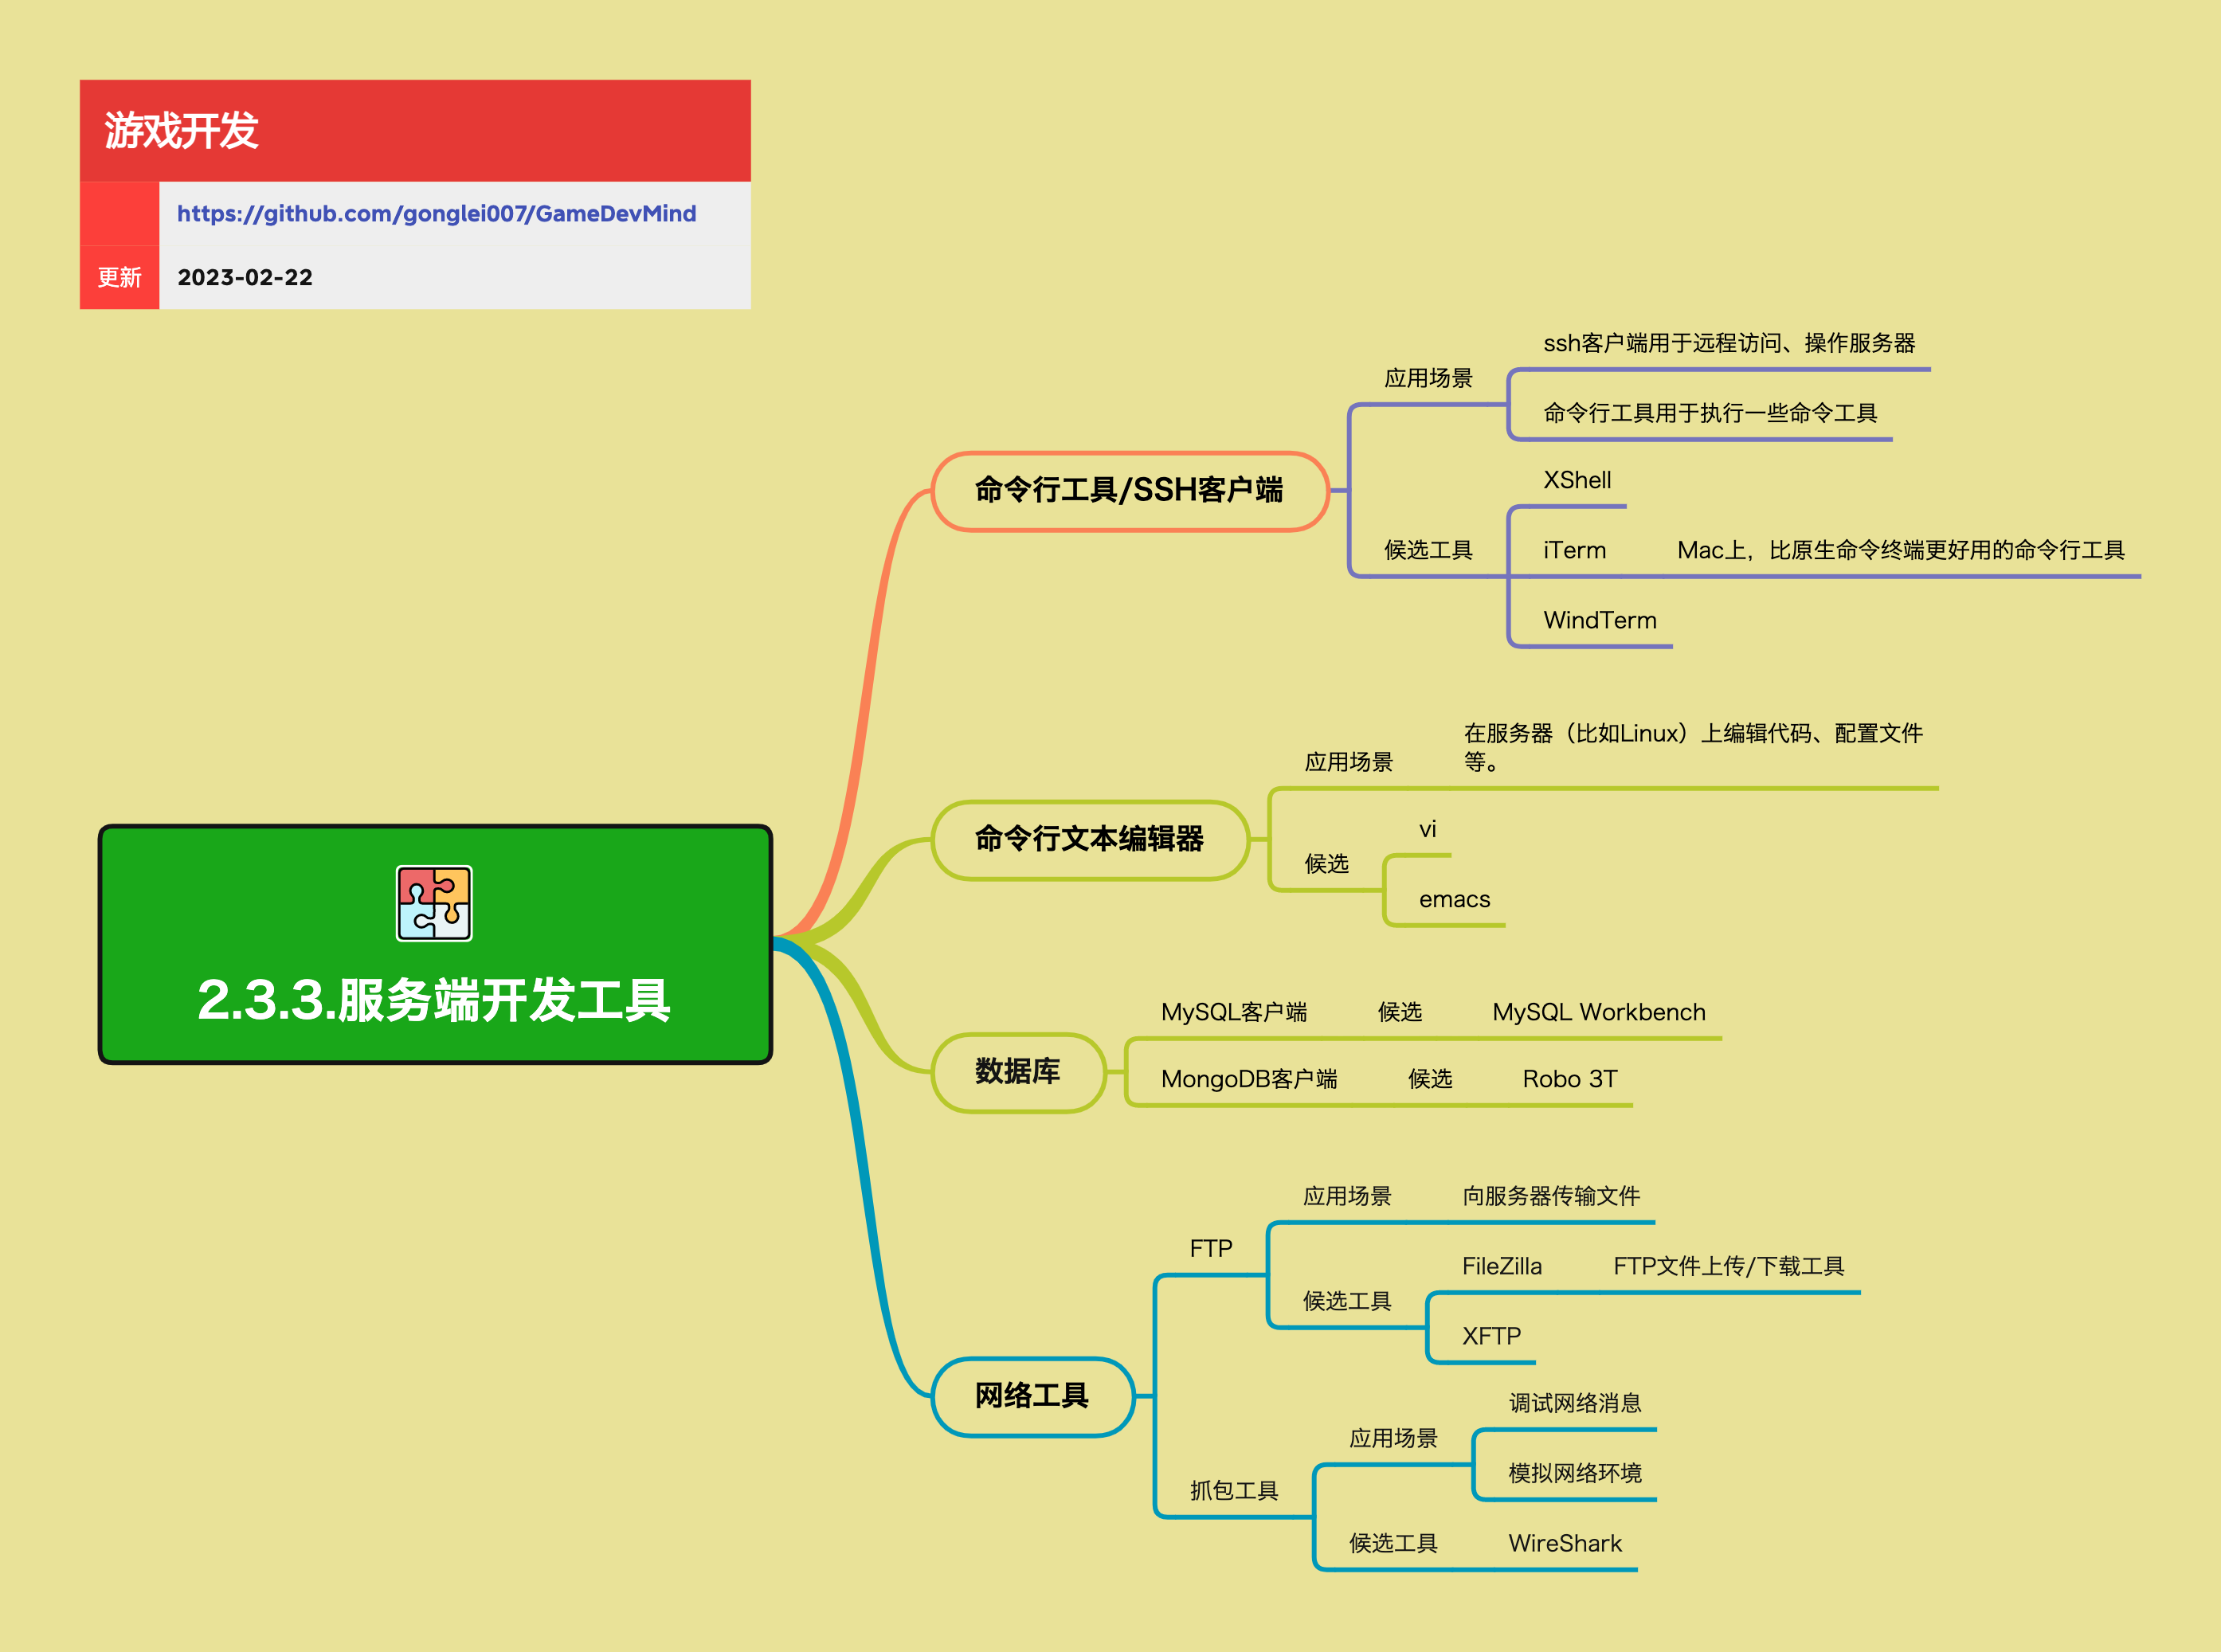 游戏开发
https://github.com/gonglei007/GameDevMind
更新
2023-02-22
2.3.3.服务端开发工具
命令行工具/SSH客户端
应用场景
ssh客户端用于远程访问、操作服务器
命令行工具用于执行一些命令工具
候选工具
XShell
iTerm
Mac上，比原生命令终端更好用的命令行工具
WindTerm
命令行文本编辑器
应用场景
在服务器（比如Linux）上编辑代码、配置文件
等。
候选
vi
emacs
数据库
MySQL客户端
候选
MySQL Workbench
MongoDB客户端
候选
Robo 3T
网络工具
FTP
应用场景
向服务器传输文件
候选工具
FileZilla
FTP文件上传/下载工具
XFTP
抓包工具
应用场景
调试网络消息
模拟网络环境
候选工具
WireShark